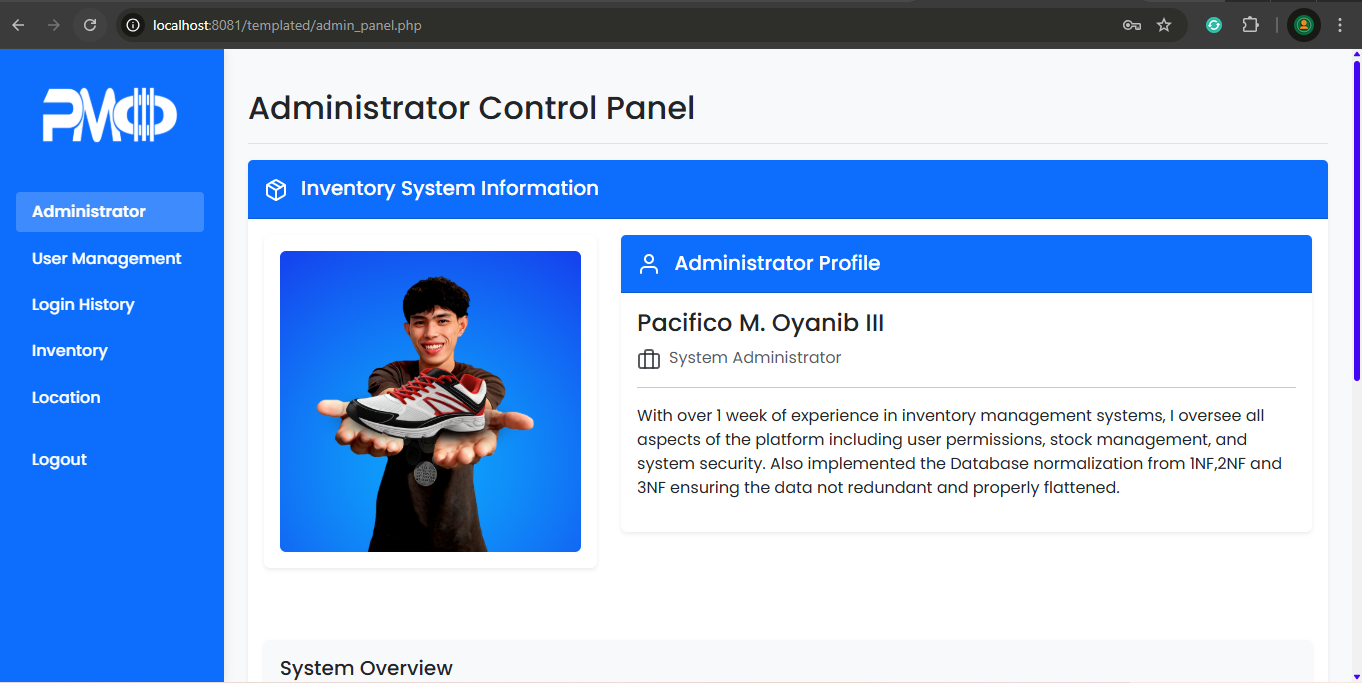 localhost:8081/templated/admin_panel.php
PMO
Administrator Control Panel
Administrator
User Management
Login History
Inventory
Location
Logout
Inventory System Information
Administrator Profile
Pacifico M. Oyanib III
System Administrator
With over 1 week of experience in inventory management systems, I oversee all
aspects of the platform including user permissions, stock management, and
system security. Also implemented the Database normalization from 1NF,2NF and
3NF ensuring the data not redundant and properly flattened.
System Overview